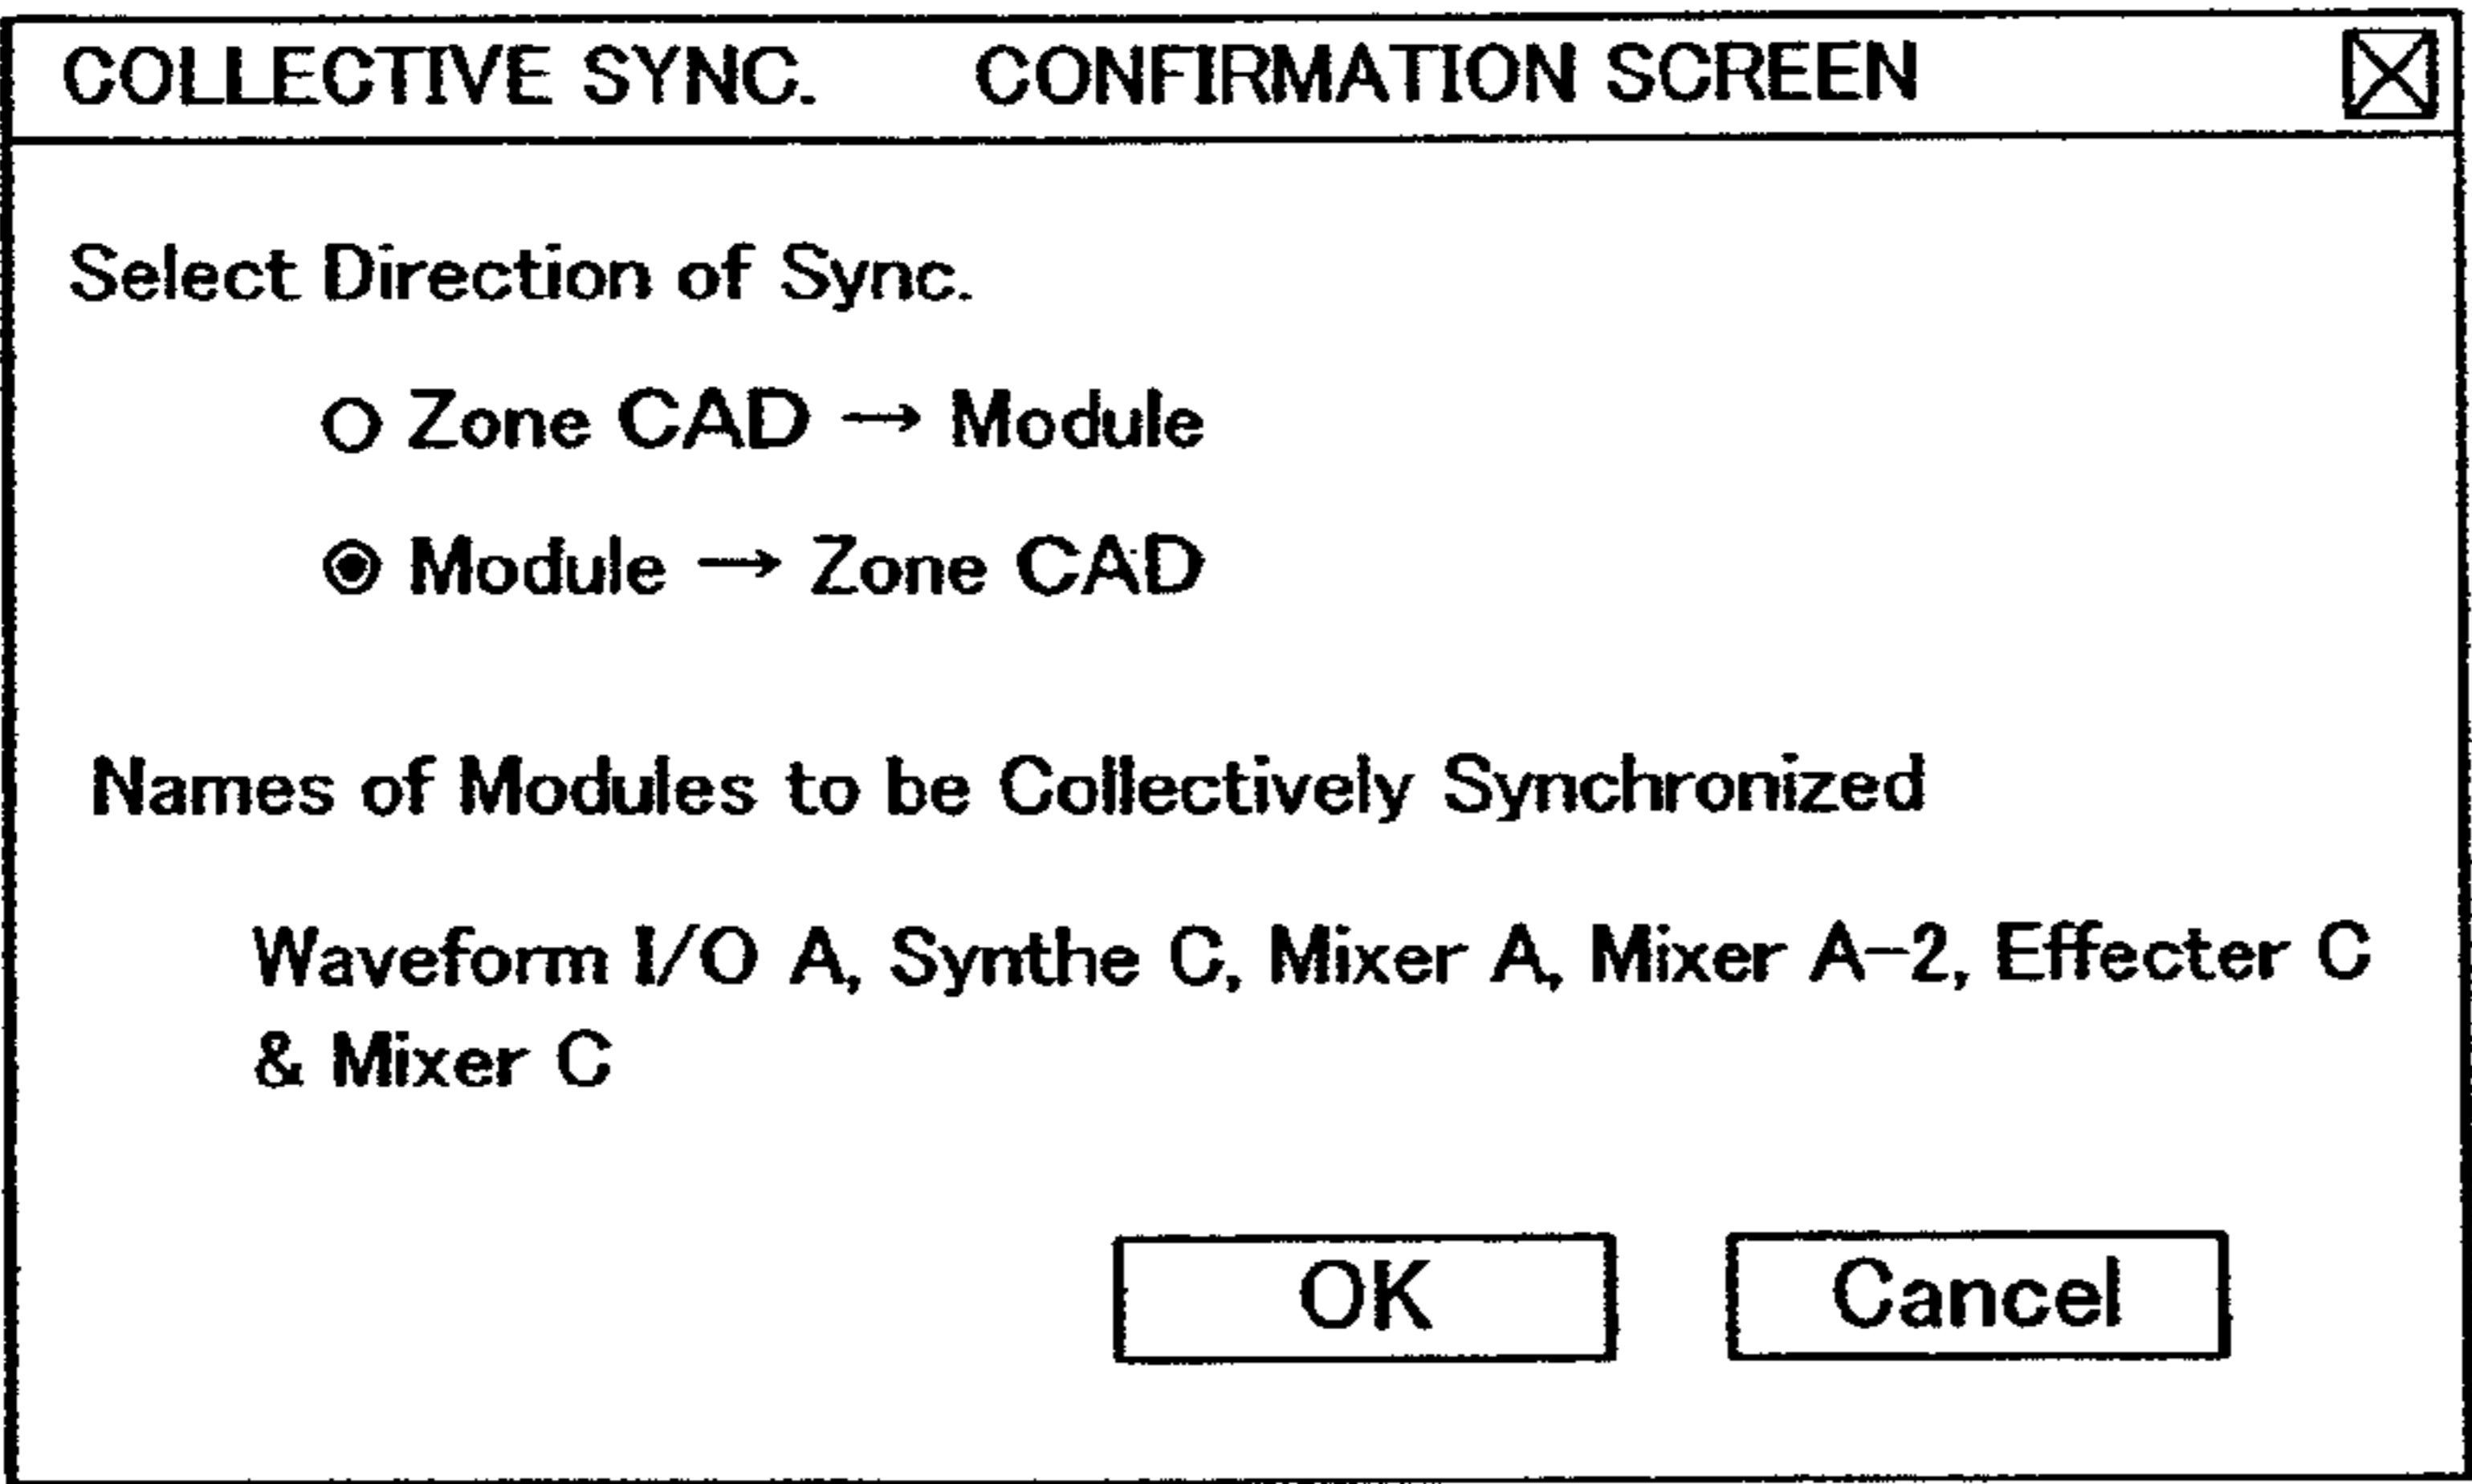 COLLECTIVE SYNC. CONFIRMATION SCREEN
Select Direction of Sync.
Zone CAD → Module
Module → Zone CAD
Names of Modules to be Collectively Synchronized
Waveform I/O A, Synthe C, Mixer A, Mixer A-2, Effecter C
& Mixer C
OK Cancel